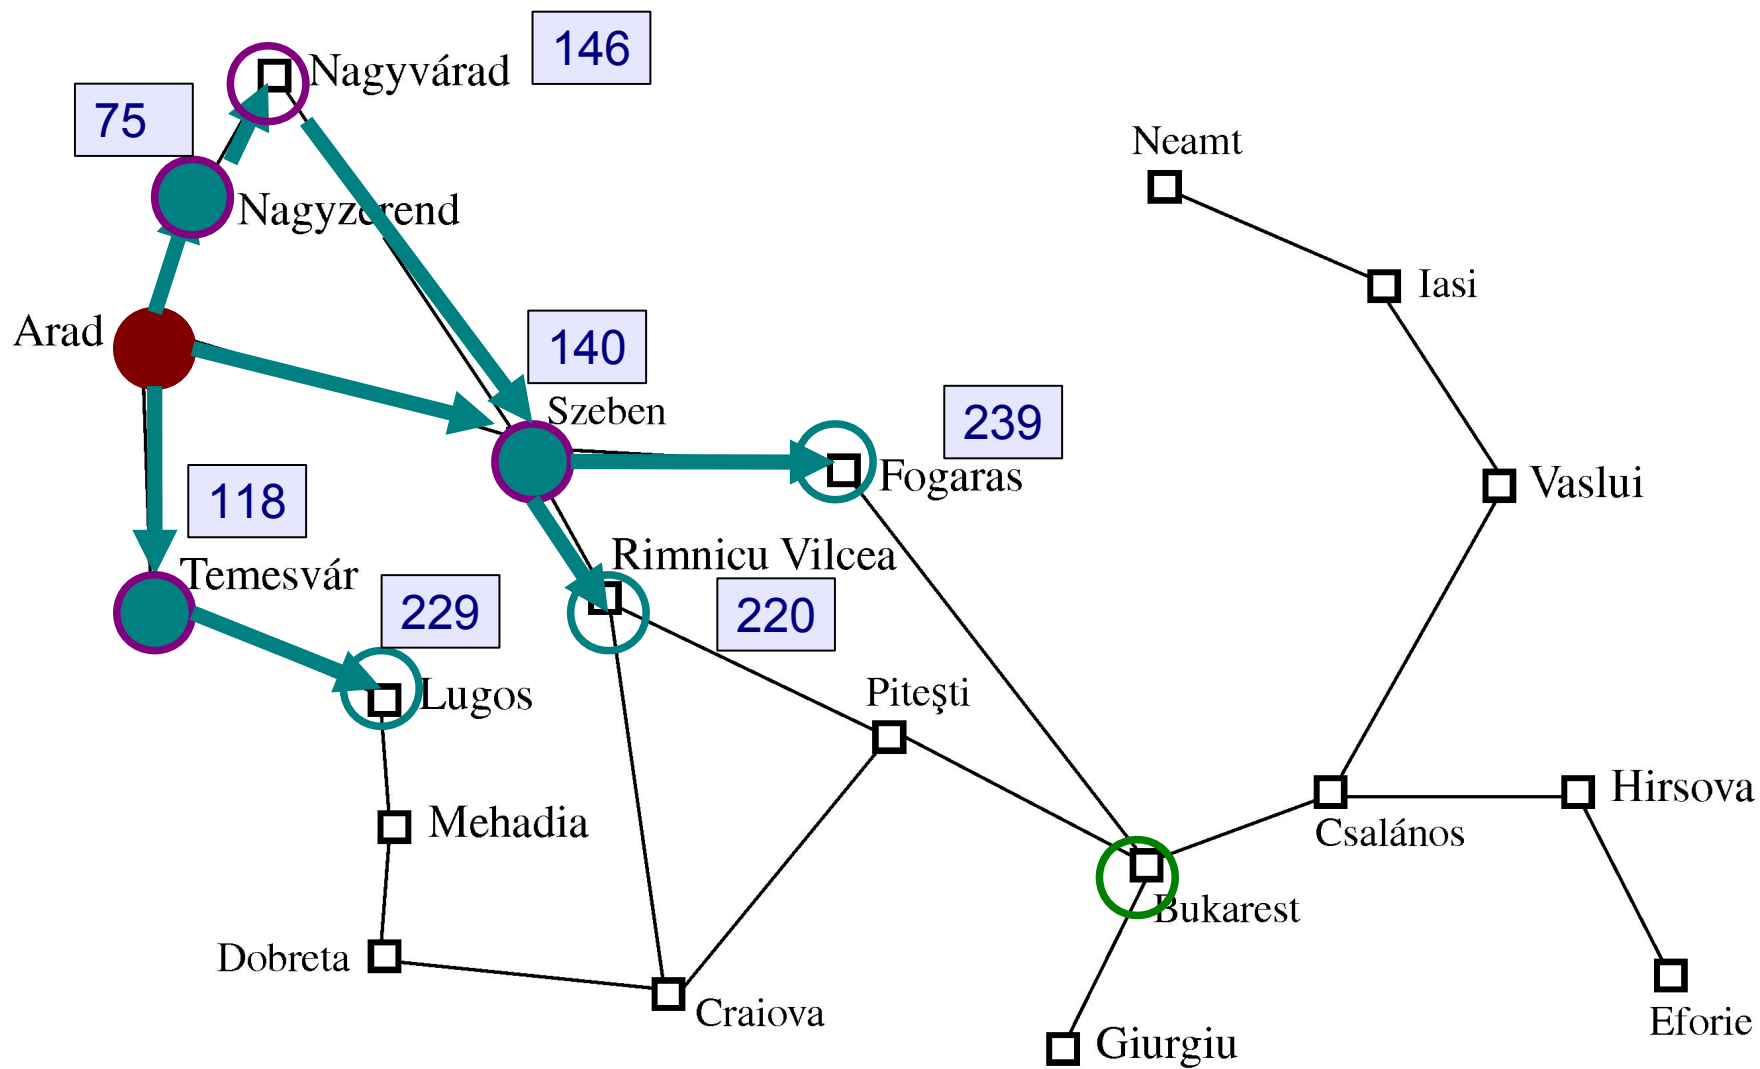 Nagyvárad
146
75
Neamt
Nagyzerend
Iasi
Arad
140
Szeben
239
Fogaras
Vaslui
118
Rimnicu Vilcea
Temesvár
229
220
Lugos
Piteşti
Hirsova
Mehadia
Csalános
Bukarest
Dobreta
Craiova
Eforie
Giurgiu